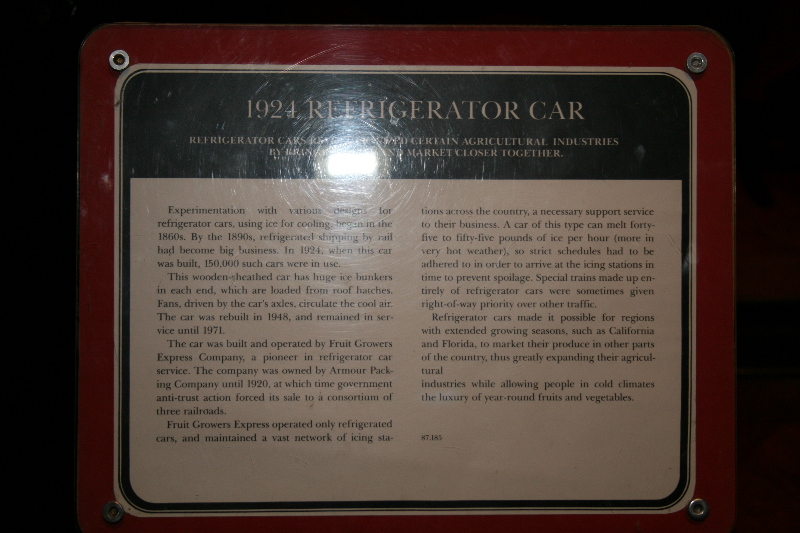 1924 REFRIGERATOR CAR
REFRIGERATOR CARS CERTAIN AGRICULTURAL INDUSTRIES
BY AND MARKET CLOSER TOGETHER.
Experimentation with various designs for
refrigerator cars, using ice for cooling, began in the
1860s. By the 1890s, refrigerated shipping by rail
had become big business. In 1924, when this car
was built, 150,000 such cars were in use.
This wooden-sheathed car has huge ice bunkers
in each end, which are loaded from roof hatches.
Fans, driven by the car's axles, circulate the cool air.
The car was rebuilt in 1948, and remained in ser-
vice until 1971.
The car was built and operated by Fruit Growers
Express Company, a pioneer in refrigerator car
service. The company was owned by Armour Pack-
ing Company until 1920, at which time government
anti-trust action forced its sale to a consortium of
three railroads.
Fruit Growers Express operated only refrigerated
cars, and maintained a vast network of icing sta-
tions across the country, a necessary support service
to their business. A car of this type can melt forty-
five to fifty-five pounds of ice per hour (more in
very hot weather), so strict schedules had to be
adhered to in order to arrive at the icing stations in
time to prevent spoilage. Special trains made up en-
tirely of refrigerator cars were sometimes given
right-of-way priority over other traffic.
Refrigerator cars made it possible for regions
with extended growing seasons, such as California
and Florida, to market their produce in other parts
of the country, thus greatly expanding their agricul-
tural
industries while allowing people in cold climates
the luxury of year-round fruits and vegetables.
87.185